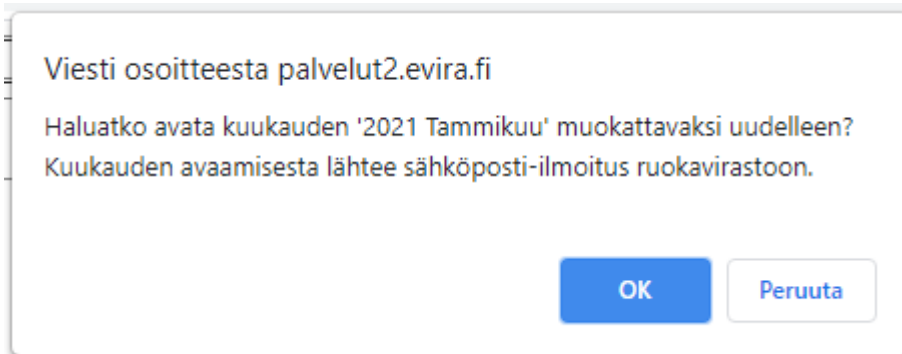 Viesti osoitteesta palvelut2.evira.fi
Haluatko avata kuukauden '2021 Tammikuu' muokattavaksi uudelleen?
Kuukauden avaamisesta lähtee sähköposti-ilmoitus ruokavirastoon.
OK
Peruuta